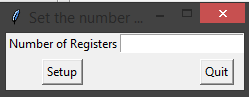 Set the number ...
Number of Registers
Setup Quit